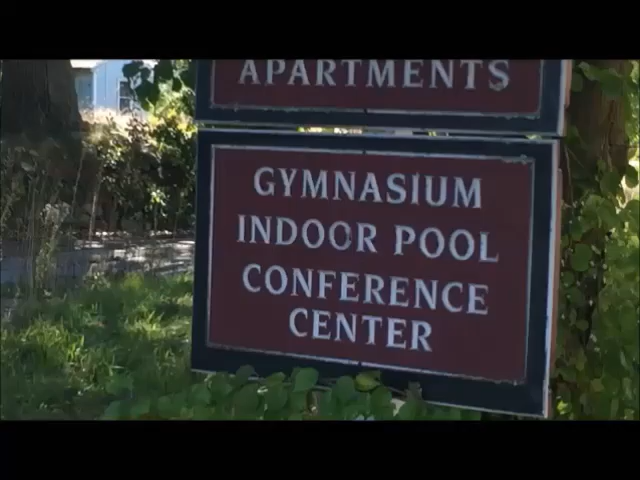 APARTMENTS
GYMNASIUM
INDOOR POOL
CONFERENCE
CENTER